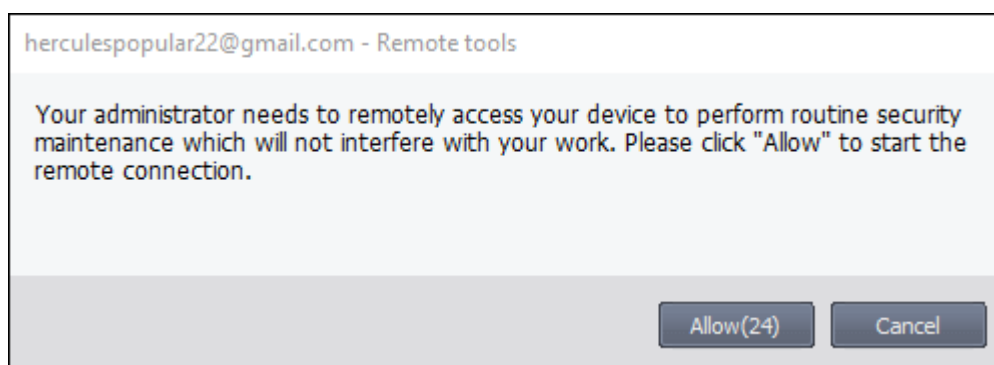 herculespopular22@gmail.com - Remote tools
Your administrator needs to remotely access your device to perform routine security
maintenance which will not interfere with your work. Please click "Allow" to start the
remote connection.
Allow(24)
Cancel